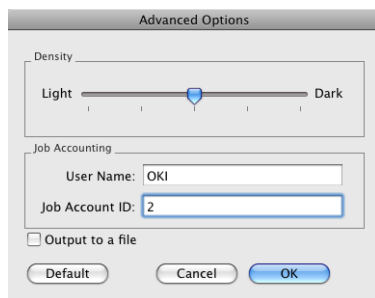 Advanced Options
Density
Light Dark
Job Accounting
User Name: OKI
Job Account ID: 2
Output to a file
Default Cancel OK